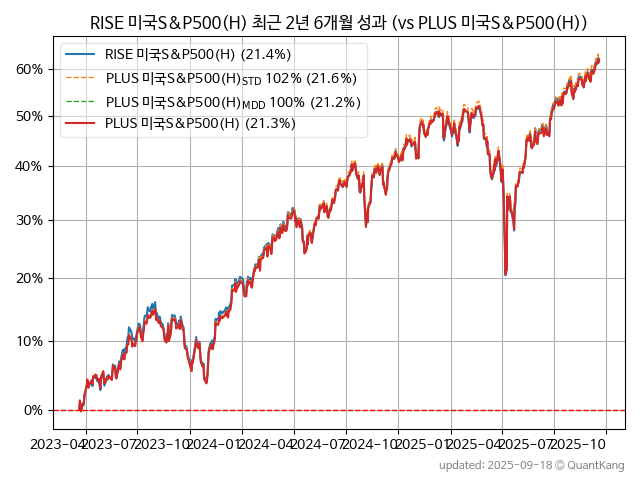 RISE 미국S&P500(H) 최근 2년 6개월 성과 (vs PLUS 미국S&P500(H))
RISE 미국S&P500(H) (21.4%)
PLUS 미국S&P500(H)STD 102% (21.6%)
PLUS 미국S&P500(H)MDD 100% (21.2%)
PLUS 미국S&P500(H) (21.3%)
60%
50%
40%
30%
20%
10%
0%
2023-04 2023-07 2023-10 2024-01 2024-04 2024-07 2024-10 2025-01 2025-04 2025-07 2025-10
updated: 2025-09-18 © QuantKang